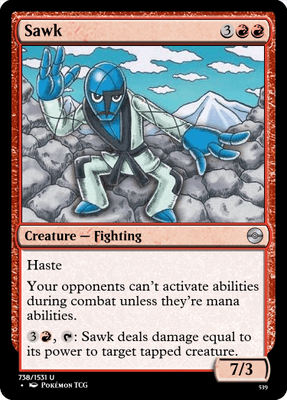 Sawk 3
Creature — Fighting
Haste
Your opponents can't activate abilities
during combat unless they're mana
abilities.
3 , : Sawk deals damage equal to
its power to target tapped creature.
7/3
738/1531 U
• Pokémon TCG
539